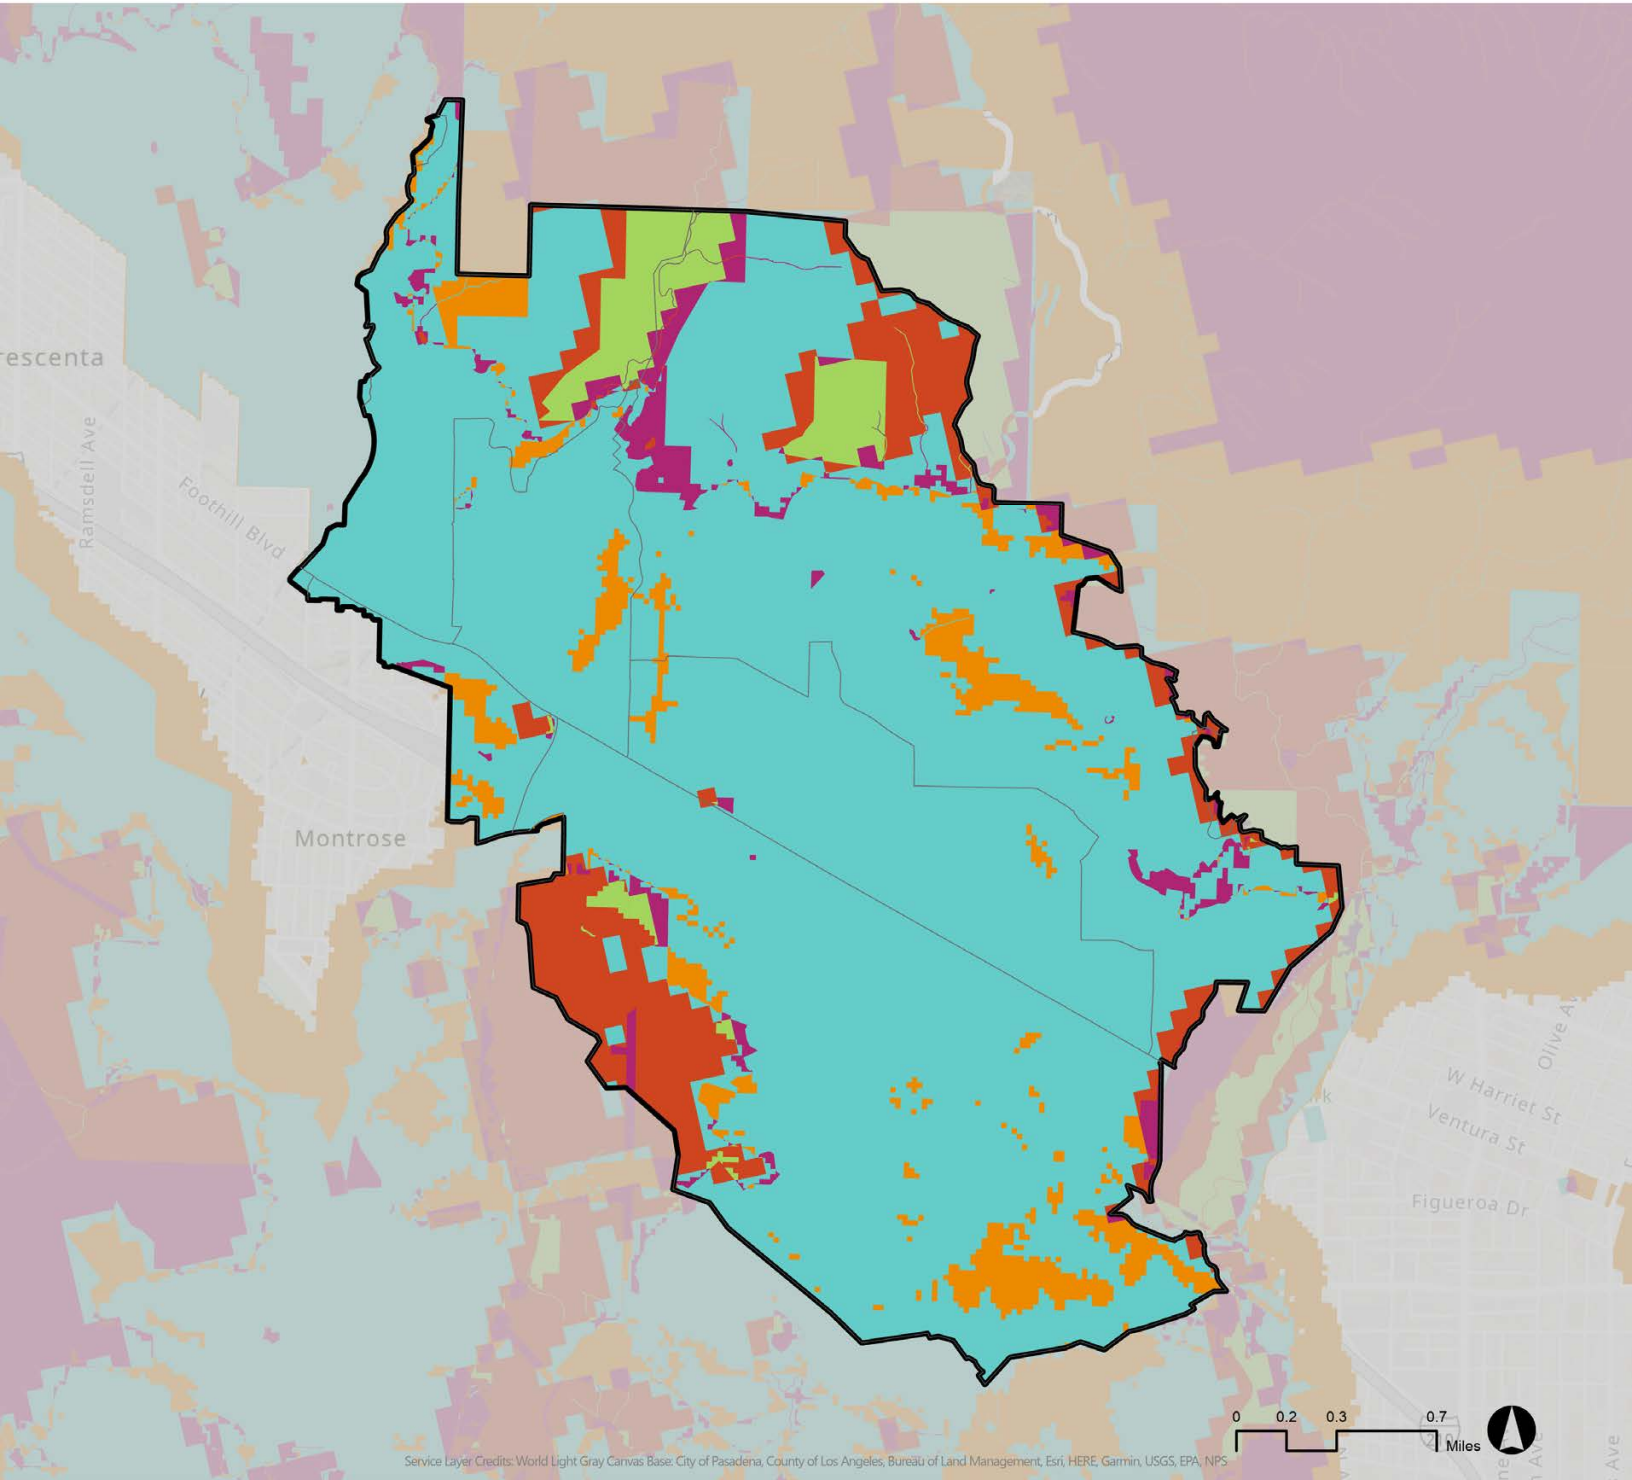 rescenta
Ramsdell Ave
Foothill Blvd
Montrose
Olive A
W Harriet St
Ventura St
Figueroa Dr
Ave
0 0.2 0.3 0.7
Miles
Service Layer Credits: World Light Gray Canvas Base: City of Pasadena, County of Los Angeles, Bureau of Land Management, Esri, HERE, Garmin, USGS, EPA, NPS